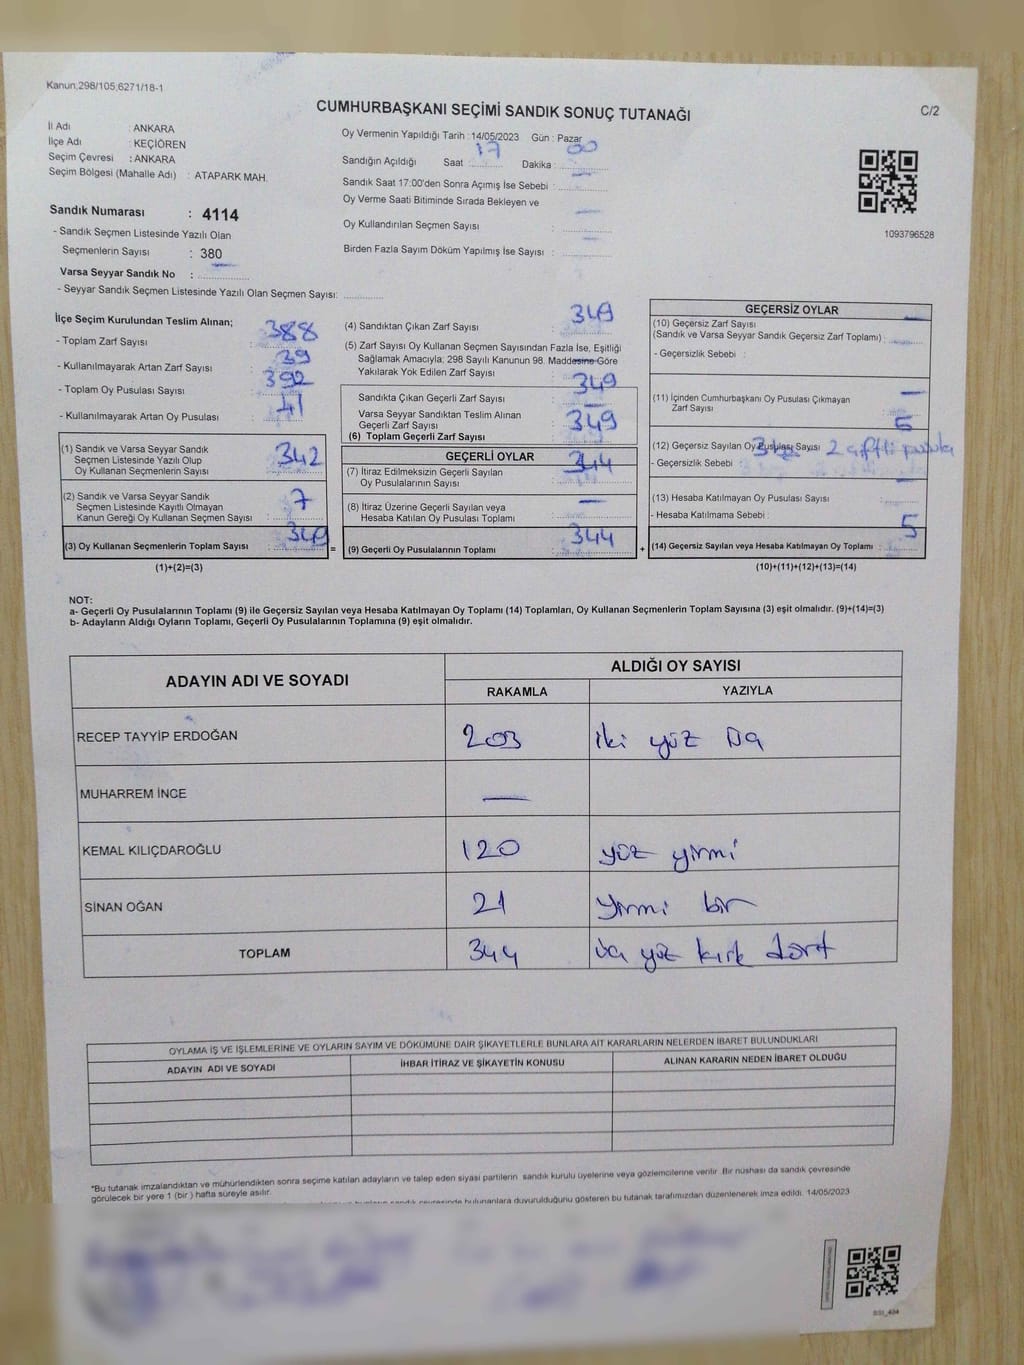 Kanun;298/105;6271/18-1
CUMHURBAŞKANI SEÇİMİ SANDIK SONUÇ TUTANAĞI
C/2
İl Adı : ANKARA
İlçe Adı : KEÇİÖREN
Seçim Çevresi : ANKARA
Seçim Bölgesi (Mahalle Adı) : ATAPARK MAH.
Oy Vermenin Yapıldığı Tarih : 14/05/2023 Gün : Pazar
Sandığın Açıldığı Saat : 17 Dakika : 00
Sandık Saat 17:00'den Sonra Açımış İse Sebebi : —
Oy Verme Saati Bitiminde Sırada Bekleyen ve
Oy Kullandırılan Seçmen Sayısı : —
Birden Fazla Sayım Döküm Yapılmış İse Sayısı : —
1093796528
Sandık Numarası : 4114
- Sandık Seçmen Listesinde Yazılı Olan
Seçmenlerin Sayısı : 380
Varsa Seyyar Sandık No : —
- Seyyar Sandık Seçmen Listesinde Yazılı Olan Seçmen Sayısı:
İlçe Seçim Kurulundan Teslim Alınan;
- Toplam Zarf Sayısı : 388
- Kullanılmayarak Artan Zarf Sayısı : 39
- Toplam Oy Pusulası Sayısı : 392
- Kullanılmayarak Artan Oy Pusulası : 41
(1) Sandık ve Varsa Seyyar Sandık
Seçmen Listesinde Yazılı Olup
Oy Kullanan Seçmenlerin Sayısı : 342
(2) Sandık ve Varsa Seyyar Sandık
Seçmen Listesinde Kayıtlı Olmayan
Kanun Gereği Oy Kullanan Seçmen Sayısı : 7
(3) Oy Kullanan Seçmenlerin Toplam Sayısı : 349
(1)+(2)=(3)
(4) Sandıktan Çıkan Zarf Sayısı : 349
(5) Zarf Sayısı Oy Kullanan Seçmen Sayısından Fazla İse, Eşitliği
Sağlamak Amacıyla; 298 Sayılı Kanunun 98. Maddesine Göre
Yakılarak Yok Edilen Zarf Sayısı : —
Sandıkta Çıkan Geçerli Zarf Sayısı : 349
Varsa Seyyar Sandıktan Teslim Alınan
Geçerli Zarf Sayısı : —
(6) Toplam Geçerli Zarf Sayısı : 349
GEÇERLİ OYLAR
(7) İtiraz Edilmeksizin Geçerli Sayılan
Oy Pusulalarının Sayısı : 344
(8) İtiraz Üzerine Geçerli Sayılan veya
Hesaba Katılan Oy Pusulası Toplamı : —
= (9) Geçerli Oy Pusulalarının Toplamı : 344
GEÇERSİZ OYLAR
(10) Geçersiz Zarf Sayısı
(Sandık ve Varsa Seyyar Sandık Geçersiz Zarf Toplamı) : —
- Geçersizlik Sebebi :
(11) İçinden Cumhurbaşkanı Oy Pusulası Çıkmayan
Zarf Sayısı : —
(12) Geçersiz Sayılan Oy Pusulası Sayısı : 5
- Geçersizlik Sebebi : 2 çiftli pusula
(13) Hesaba Katılmayan Oy Pusulası Sayısı : —
- Hesaba Katılmama Sebebi :
+ (14) Geçersiz Sayılan veya Hesaba Katılmayan Oy Toplamı : 5
(10)+(11)+(12)+(13)=(14)
NOT:
a- Geçerli Oy Pusulalarının Toplamı (9) ile Geçersiz Sayılan veya Hesaba Katılmayan Oy Toplamı (14) Toplamları, Oy Kullanan Seçmenlerin Toplam Sayısına (3) eşit olmalıdır. (9)+(14)=(3)
b- Adayların Aldığı Oyların Toplamı, Geçerli Oy Pusulalarının Toplamına (9) eşit olmalıdır.
ADAYIN ADI VE SOYADI
ALDIĞI OY SAYISI
RAKAMLA YAZIYLA
RECEP TAYYİP ERDOĞAN 203 iki yüz üç
MUHARREM İNCE —
KEMAL KILIÇDAROĞLU 120 yüz yirmi
SİNAN OĞAN 21 yirmi bir
TOPLAM 344 üç yüz kırk dört
OYLAMA İŞ VE İŞLEMLERİNE VE OYLARIN SAYIM VE DÖKÜMÜNE DAİR ŞİKAYETLERLE BUNLARA AİT KARARLARIN NELERDEN İBARET BULUNDUKLARI
ADAYIN ADI VE SOYADI İHBAR İTİRAZ VE ŞİKAYETİN KONUSU ALINAN KARARIN NEDEN İBARET OLDUĞU
*Bu tutanak imzalandıktan ve mühürlendikten sonra seçime katılan adayların ve talep eden siyasi partilerin sandık kurulu üyelerine veya gözlemcilerine verilir. Bir nüshası da sandık çevresinde
görülecek bir yere 1 (bir) hafta süreyle asılır.
bulunanlara duyurulduğunu gösteren bu tutanak tarafımızdan düzenlenerek imza edildi. 14/05/2023